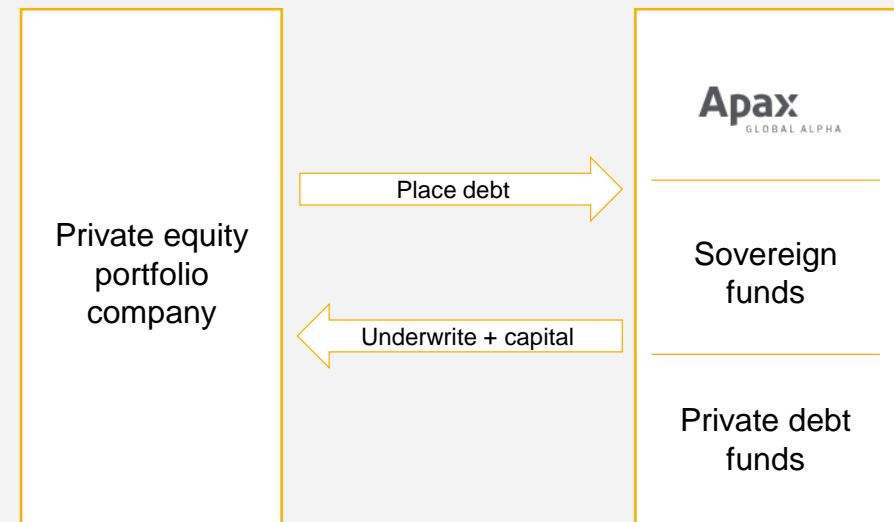 Private equity
portfolio
company
Place debt
Underwrite + capital
Apax
GLOBAL ALPHA
Sovereign
funds
Private debt
funds